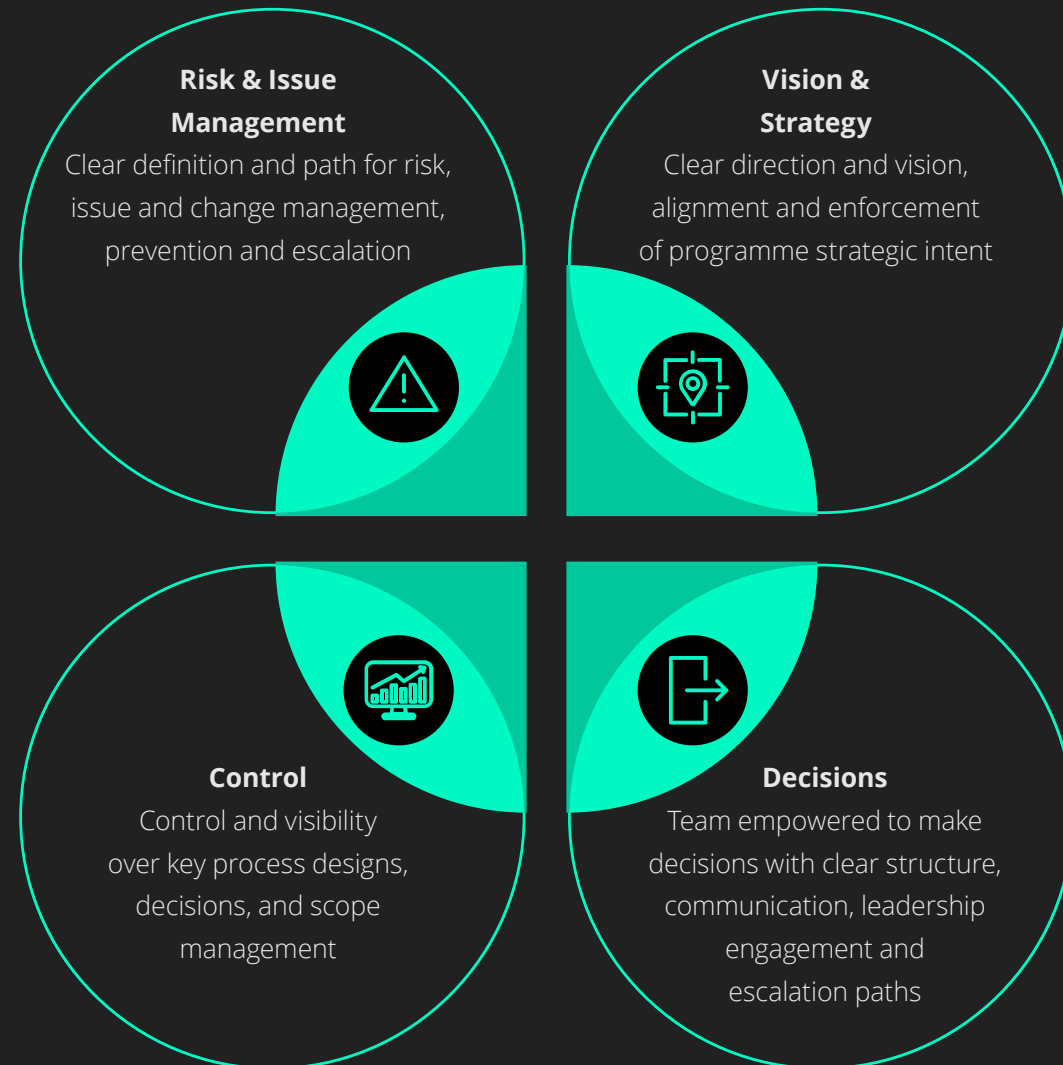 Risk & Issue
Management
Clear definition and path for risk,
issue and change management,
prevention and escalation
Vision &
Strategy
Clear direction and vision,
alignment and enforcement
of programme strategic intent
Control
Control and visibility
over key process designs,
decisions, and scope
management
Decisions
Team empowered to make
decisions with clear structure,
communication, leadership
engagement and
escalation paths